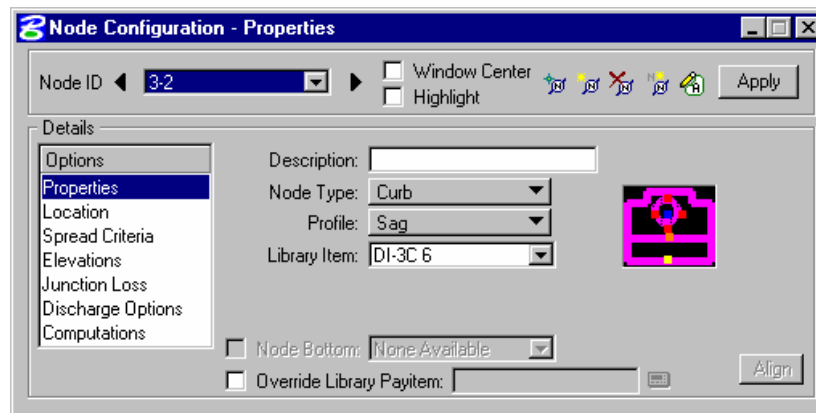 Node Configuration - Properties
Node ID 3-2 Window Center Apply
Highlight
Details
Options
Properties
Location
Spread Criteria
Elevations
Junction Loss
Discharge Options
Computations
Description:
Node Type: Curb
Profile: Sag
Library Item: DI-3C 6
Node Bottom: None Available
Override Library Payitem:
Align